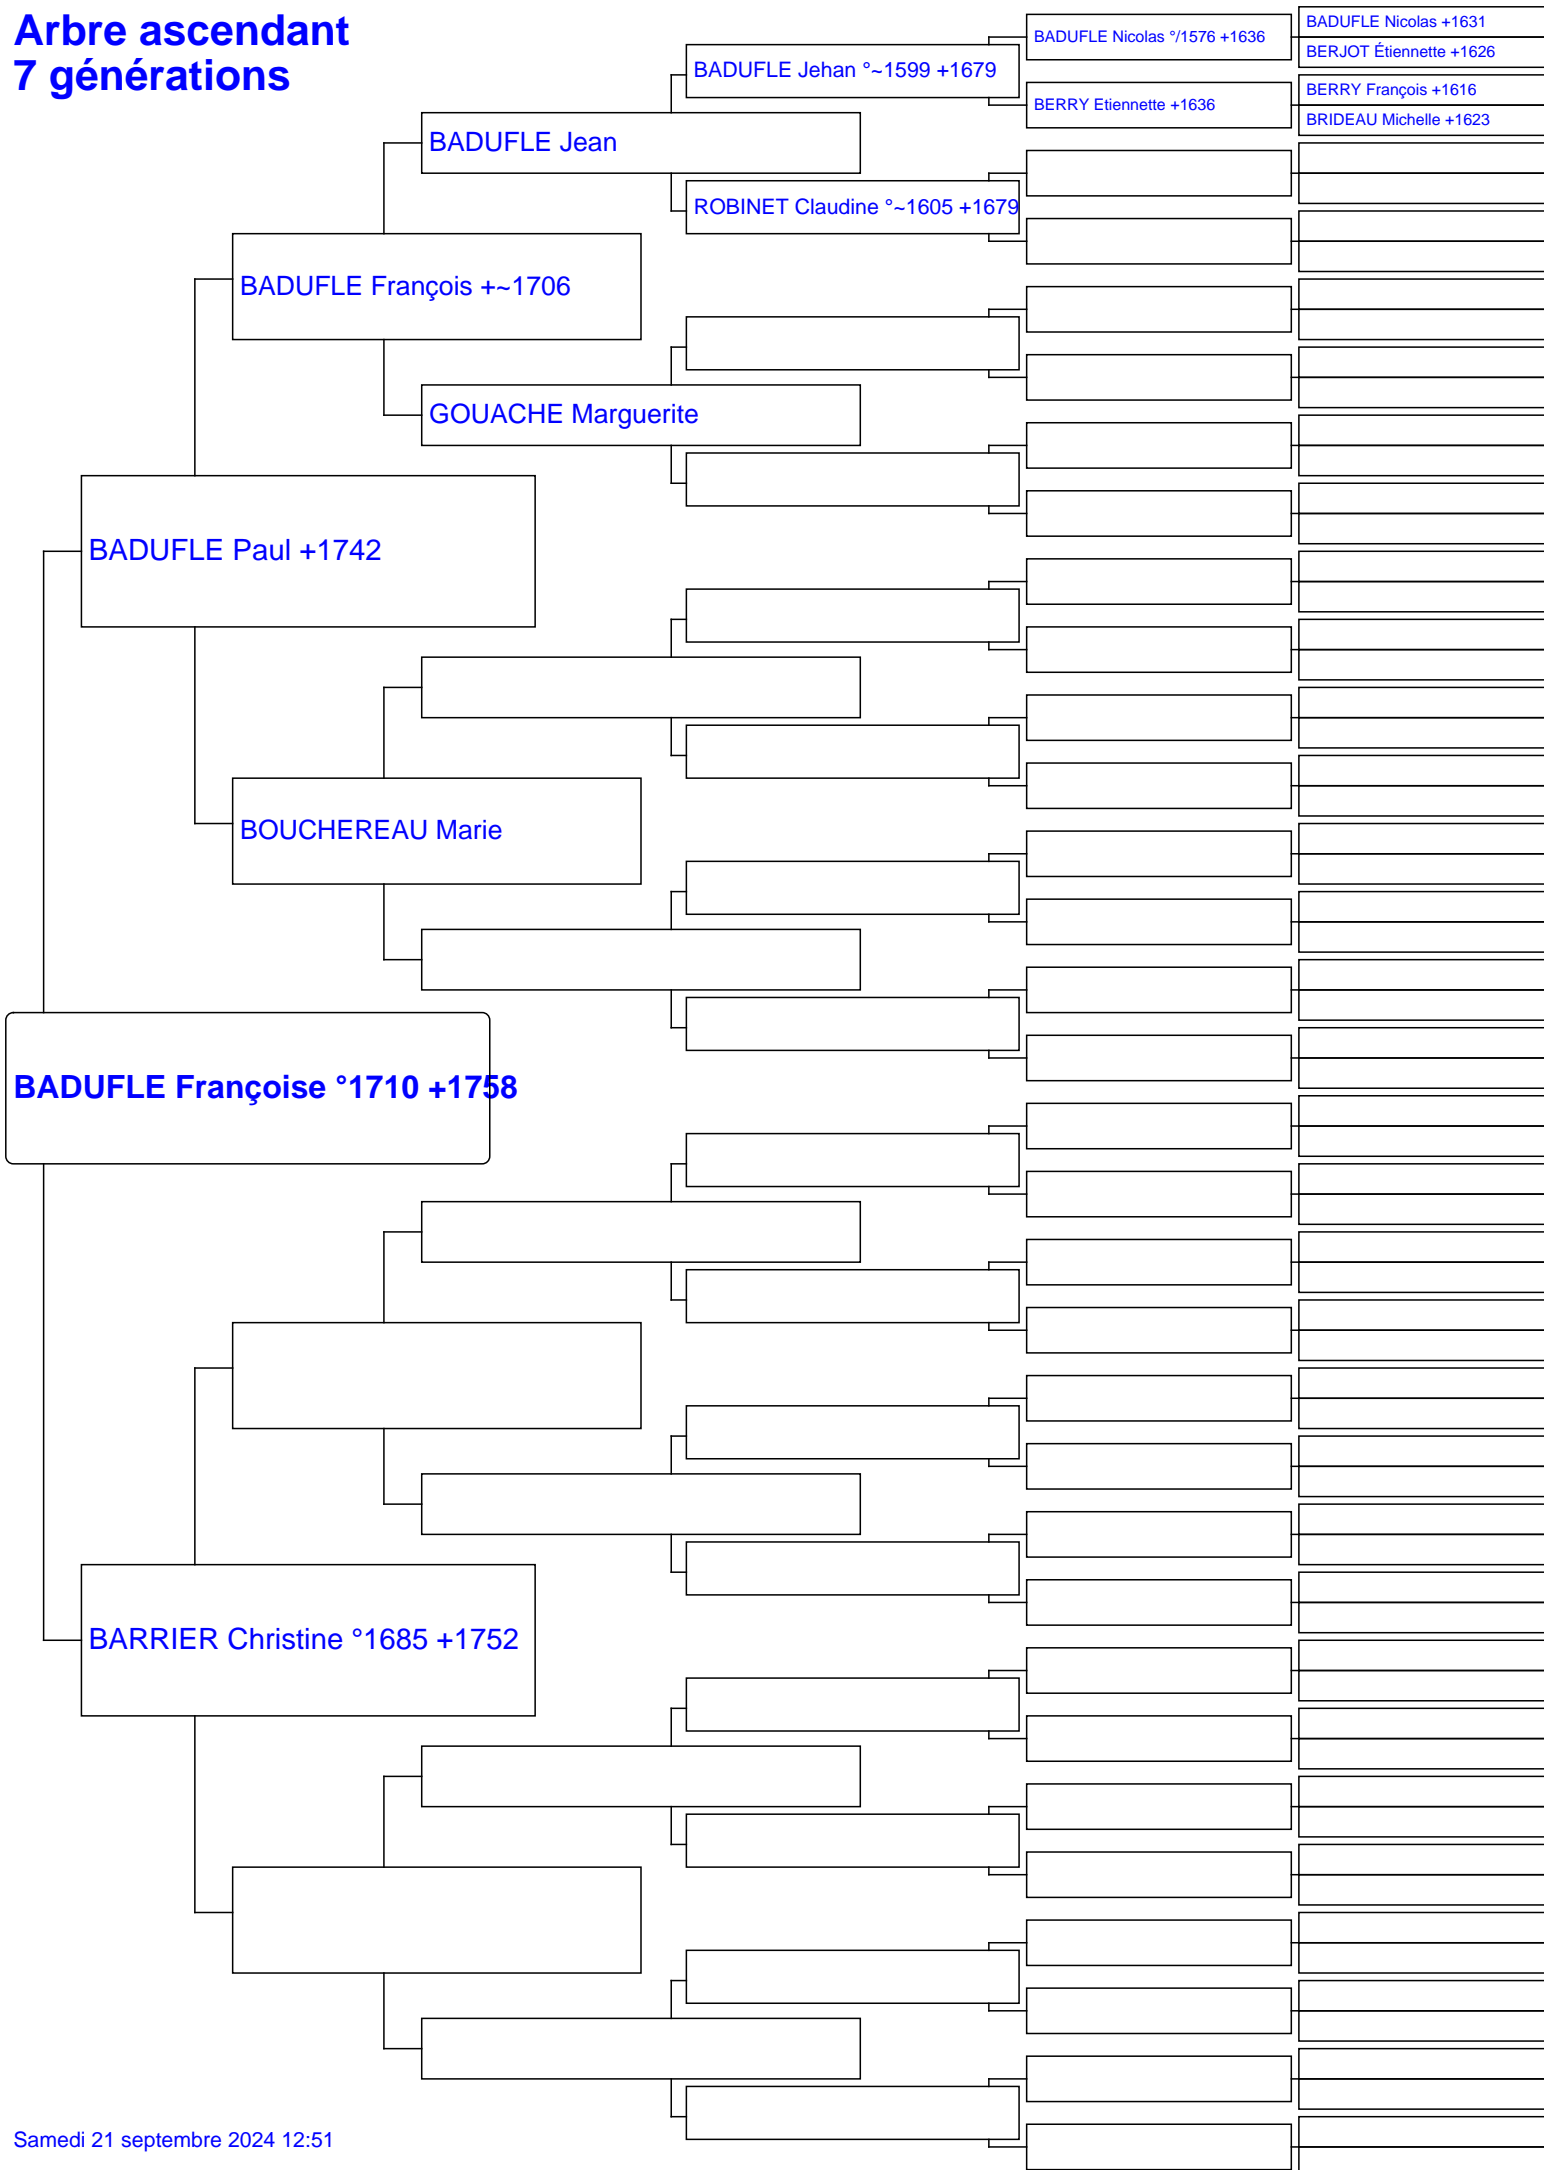 Arbre ascendant
7 générations
BADUFLE Nicolas +1631
BADUFLE Nicolas °/1576 +1636
BERJOT Étiennette +1626
BADUFLE Jehan °~1599 +1679
BERRY François +1616
BERRY Etiennette +1636
BRIDEAU Michelle +1623
BADUFLE Jean
ROBINET Claudine °~1605 +1679
BADUFLE François +~1706
GOUACHE Marguerite
BADUFLE Paul +1742
BOUCHEREAU Marie
BADUFLE Françoise °1710 +1758
BARRIER Christine °1685 +1752
Samedi 21 septembre 2024 12:51